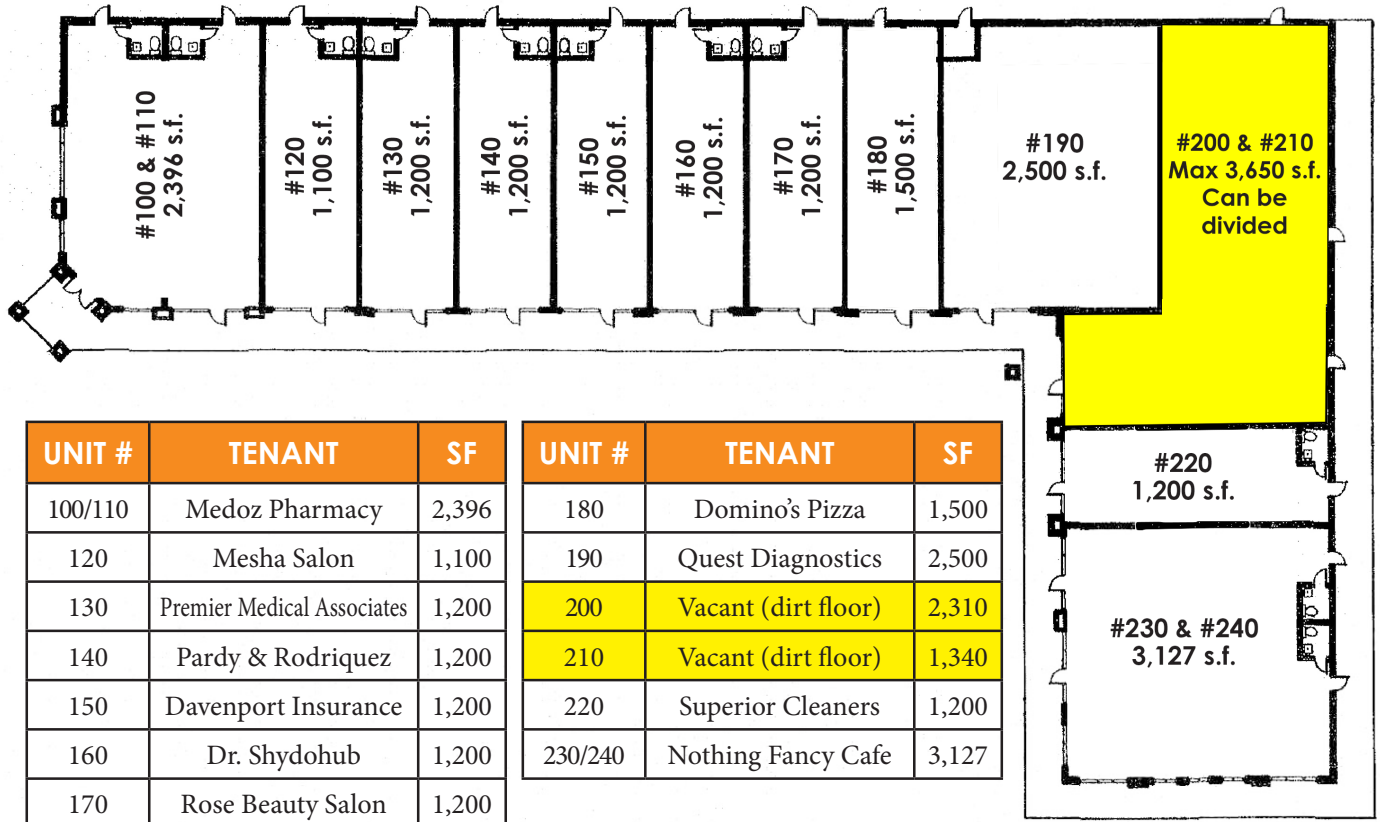 #100 & #110
2,396 s.f.
#120
1,100 s.f.
#130
1,200 s.f.
#140
1,200 s.f.
#150
1,200 s.f.
#160
1,200 s.f.
#170
1,200 s.f.
#180
1,500 s.f.
#190
2,500 s.f.
#200 & #210
Max 3,650 s.f.
Can be
divided
#220
1,200 s.f.
#230 & #240
3,127 s.f.
UNIT # TENANT SF
100/110 Medoz Pharmacy 2,396
120 Mesha Salon 1,100
130 Premier Medical Associates 1,200
140 Pardy & Rodriquez 1,200
150 Davenport Insurance 1,200
160 Dr. Shydohub 1,200
170 Rose Beauty Salon 1,200
UNIT # TENANT SF
180 Domino's Pizza 1,500
190 Quest Diagnostics 2,500
200 Vacant (dirt floor) 2,310
210 Vacant (dirt floor) 1,340
220 Superior Cleaners 1,200
230/240 Nothing Fancy Cafe 3,127